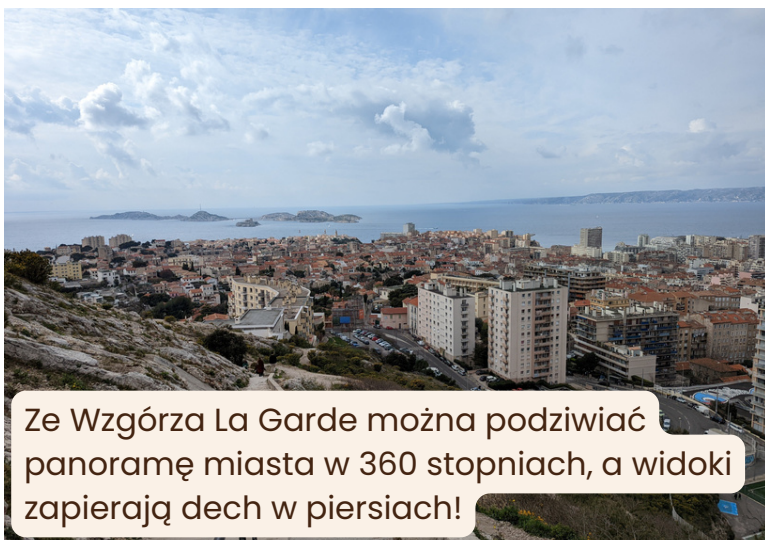 Ze Wzgórza La Garde można podziwiać
panoramę miasta w 360 stopniach, a widoki
zapierają dech w piersiach!